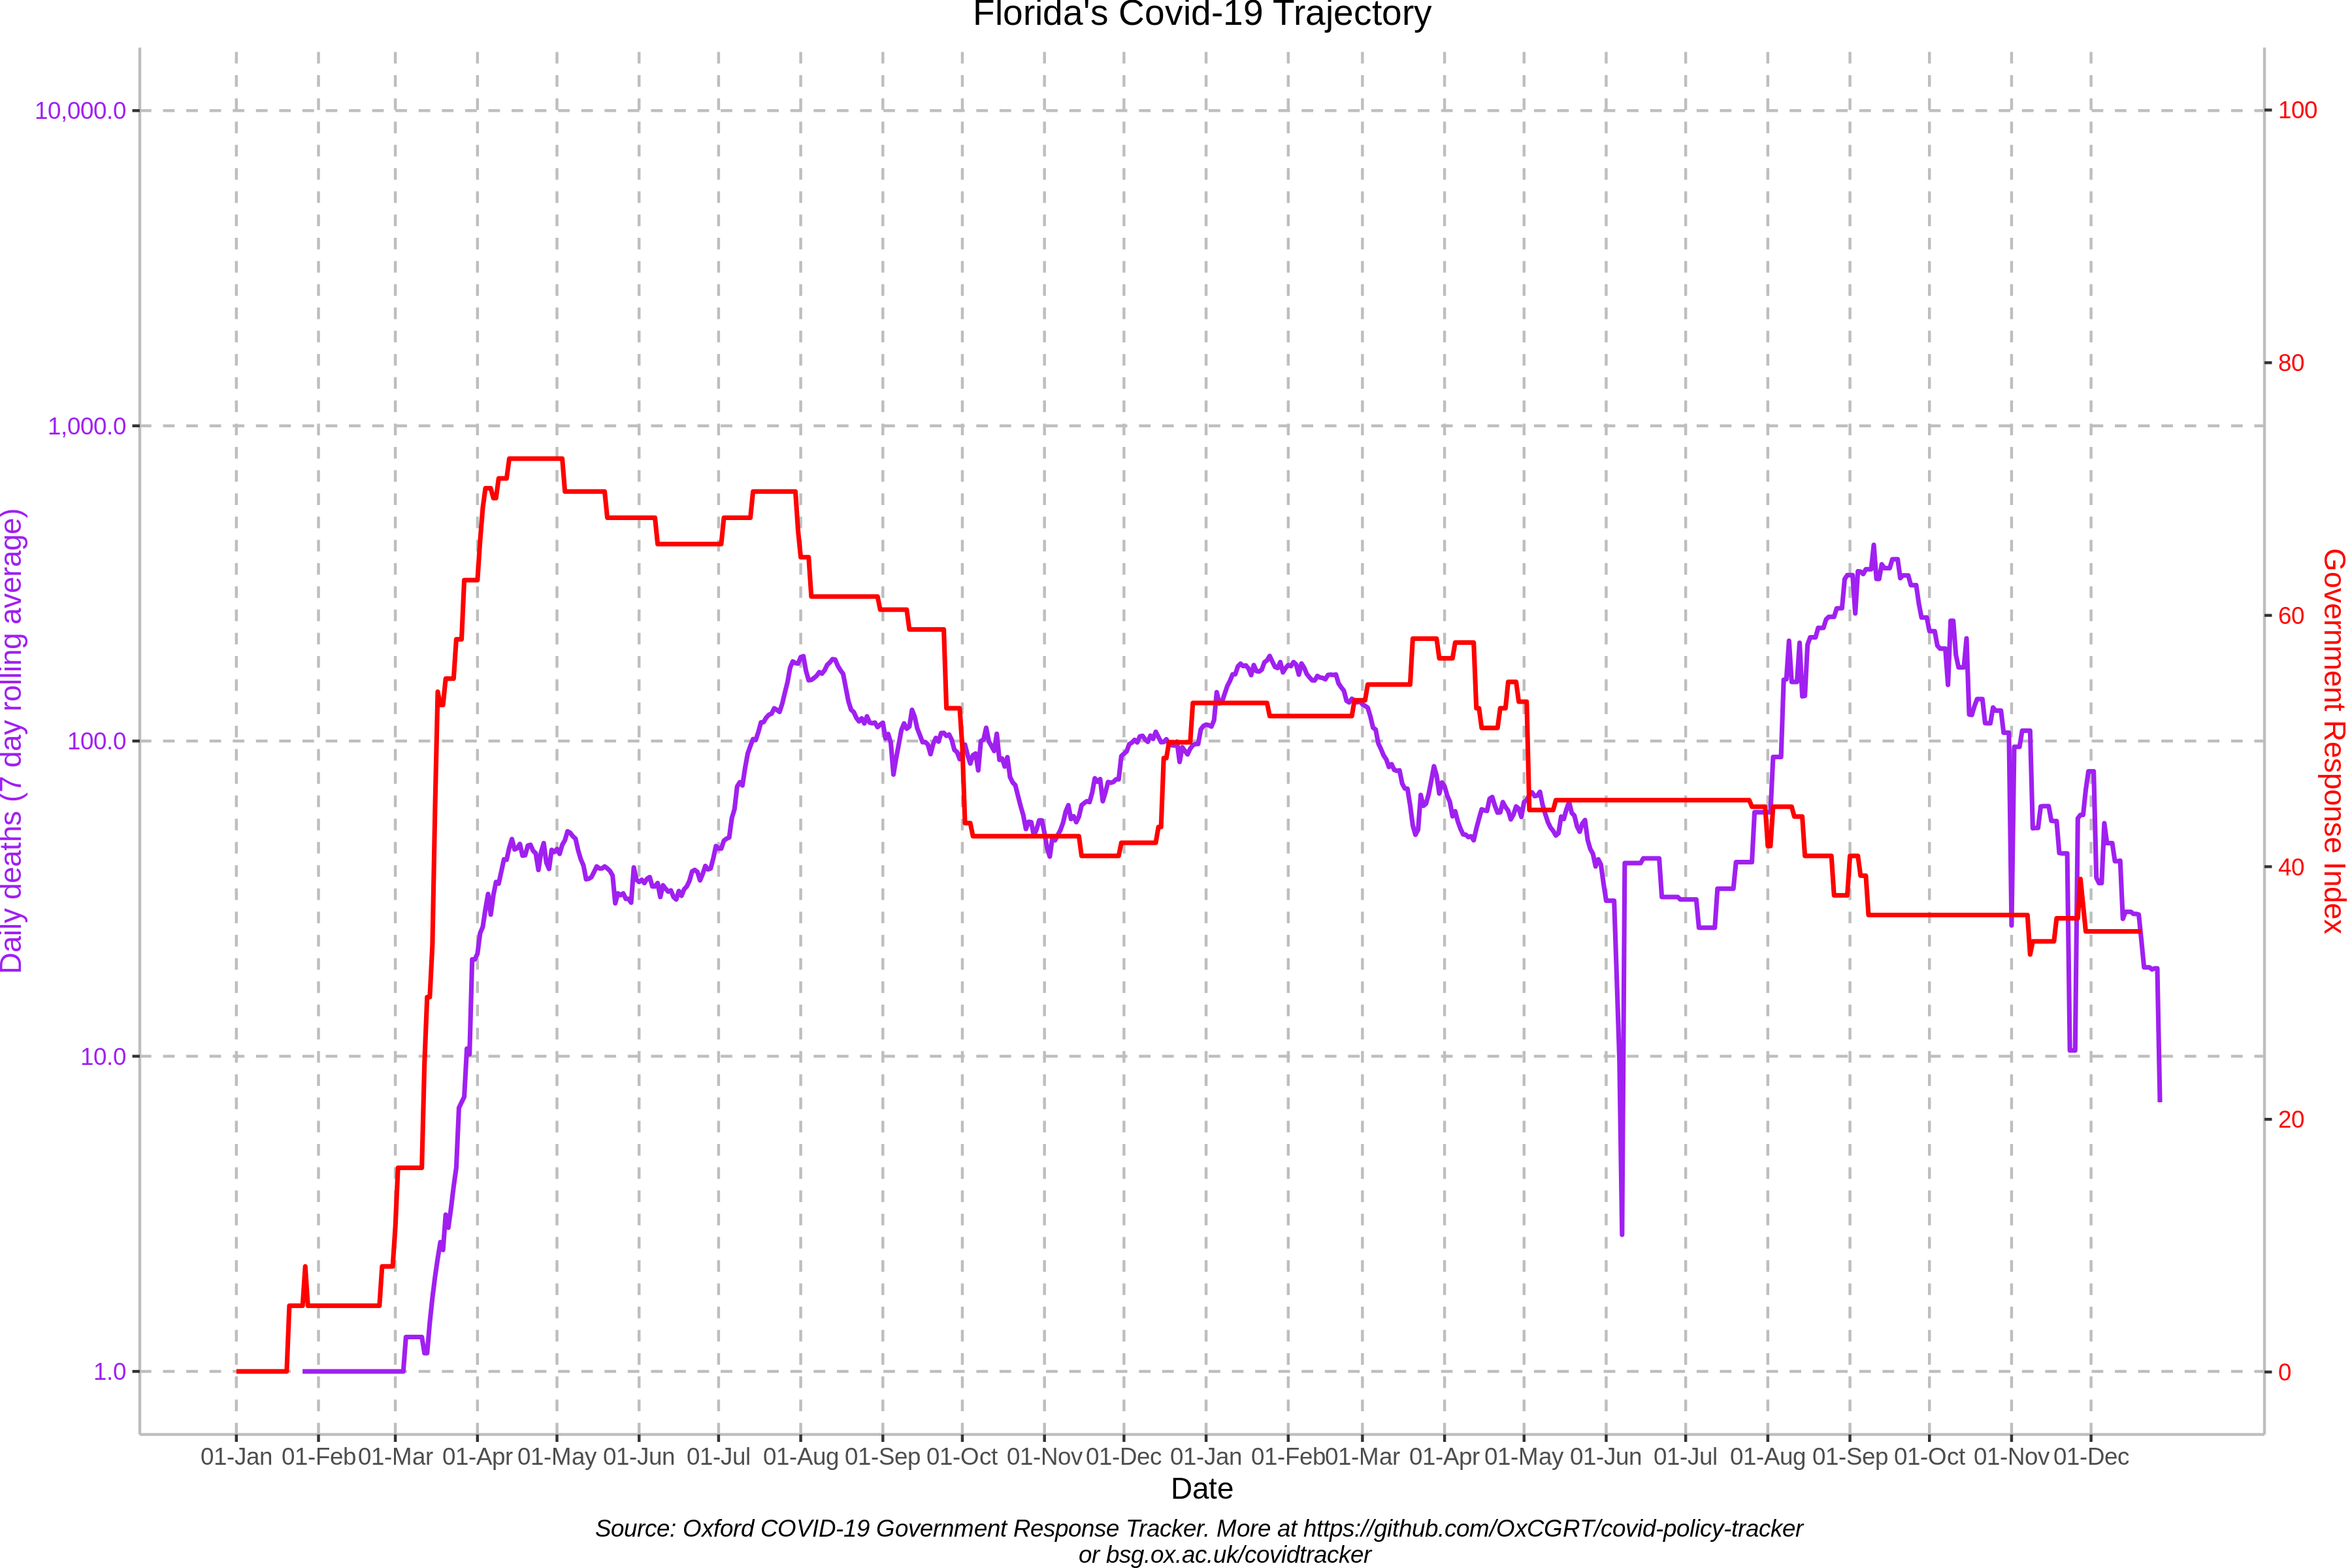 Florida's Covid-19 Trajectory
10,000.0
1,000.0
100.0
10.0
1.0
Daily deaths (7 day rolling average)
100
80
60
40
20
0
Government Response Index
01-Jan 01-Feb 01-Mar 01-Apr 01-May 01-Jun 01-Jul 01-Aug 01-Sep 01-Oct 01-Nov 01-Dec 01-Jan 01-Feb 01-Mar 01-Apr 01-May 01-Jun 01-Jul 01-Aug 01-Sep 01-Oct 01-Nov 01-Dec
Date
Source: Oxford COVID-19 Government Response Tracker. More at https://github.com/OxCGRT/covid-policy-tracker
or bsg.ox.ac.uk/covidtracker